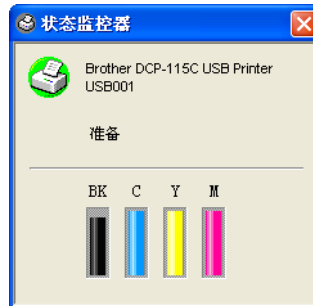 状态监控器
Brother DCP-115C USB Printer
USB001
准备
BK C Y M